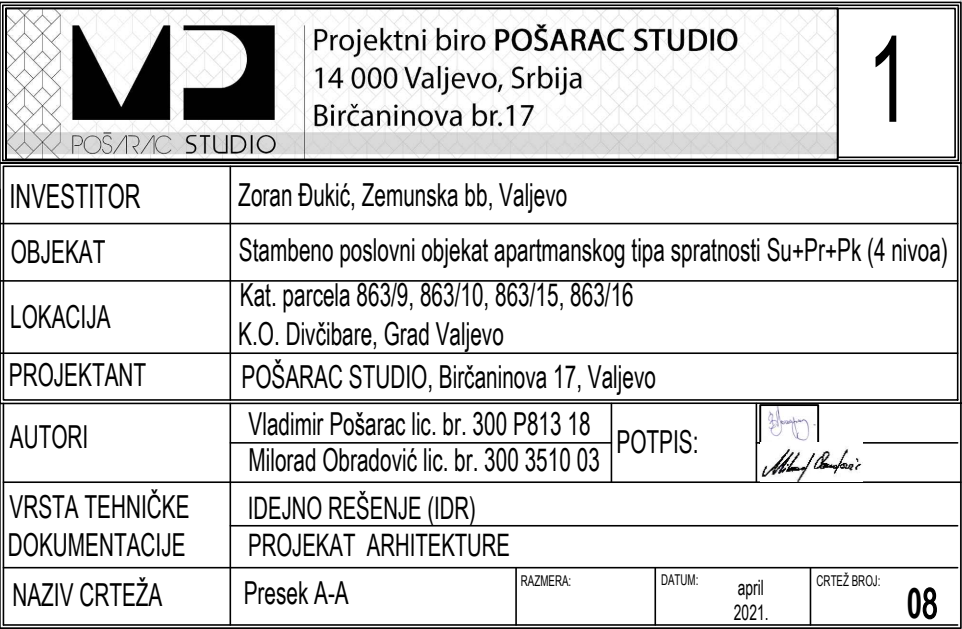 Projektni biro POŠARAC STUDIO
14 000 Valjevo, Srbija
Birčaninova br.17
POŠARAC STUDIO
1
INVESTITOR
Zoran Đukić, Zemunska bb, Valjevo
OBJEKAT
Stambeno poslovni objekat apartmanskog tipa spratnosti Su+Pr+Pk (4 nivoa)
LOKACIJA
Kat. parcela 863/9, 863/10, 863/15, 863/16
K.O. Divčibare, Grad Valjevo
PROJEKTANT
POŠARAC STUDIO, Birčaninova 17, Valjevo
AUTORI
Vladimir Pošarac lic. br. 300 P813 18
Milorad Obradović lic. br. 300 3510 03
POTPIS:
VRSTA TEHNIČKE
DOKUMENTACIJE
IDEJNO REŠENJE (IDR)
PROJEKAT ARHITEKTURE
NAZIV CRTEŽA
Presek A-A
RAZMERA:
DATUM:
april
2021.
CRTEŽ BROJ:
08